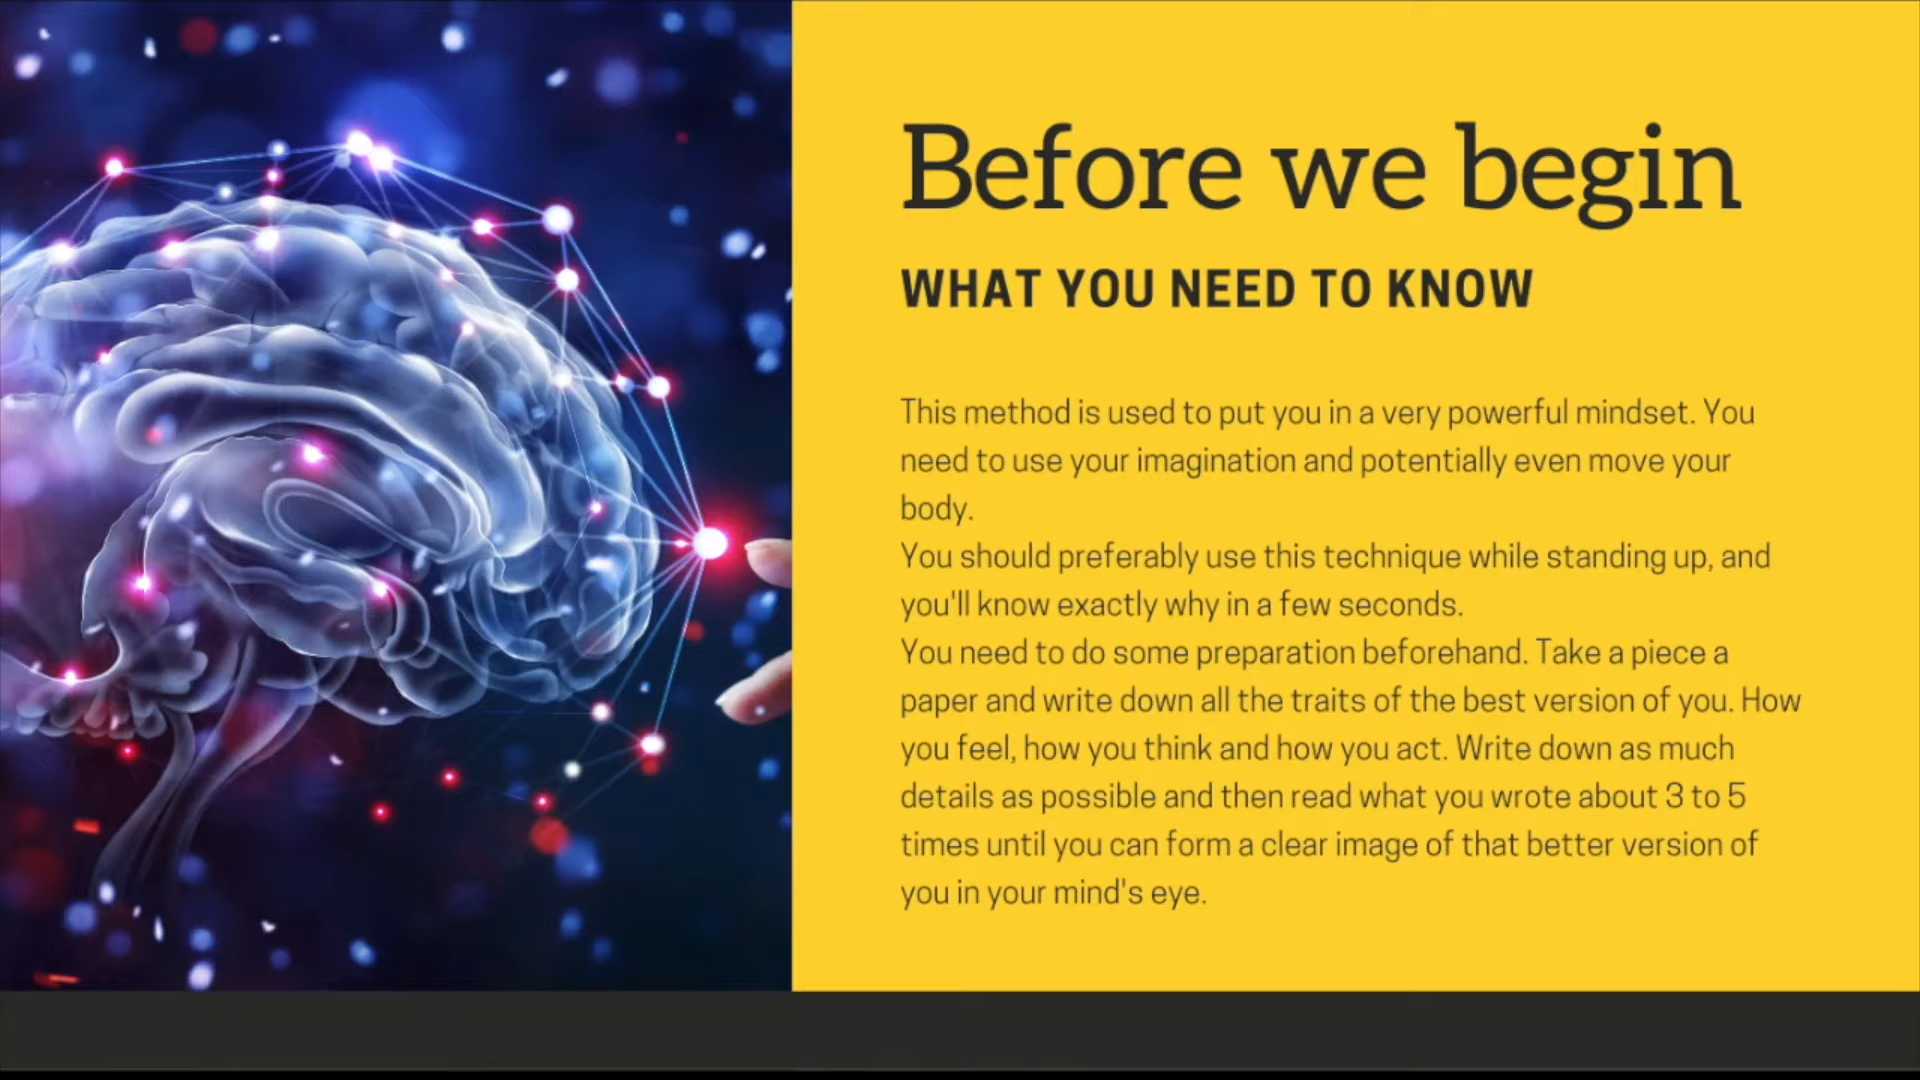 Before we begin
WHAT YOU NEED TO KNOW
This method is used to put you in a very powerful mindset. You
need to use your imagination and potentially even move your
body.
You should preferably use this technique while standing up, and
you'll know exactly why in a few seconds.
You need to do some preparation beforehand. Take a piece a
paper and write down all the traits of the best version of you. How
you feel, how you think and how you act. Write down as much
details as possible and then read what you wrote about 3 to 5
times until you can form a clear image of that better version of
you in your mind's eye.